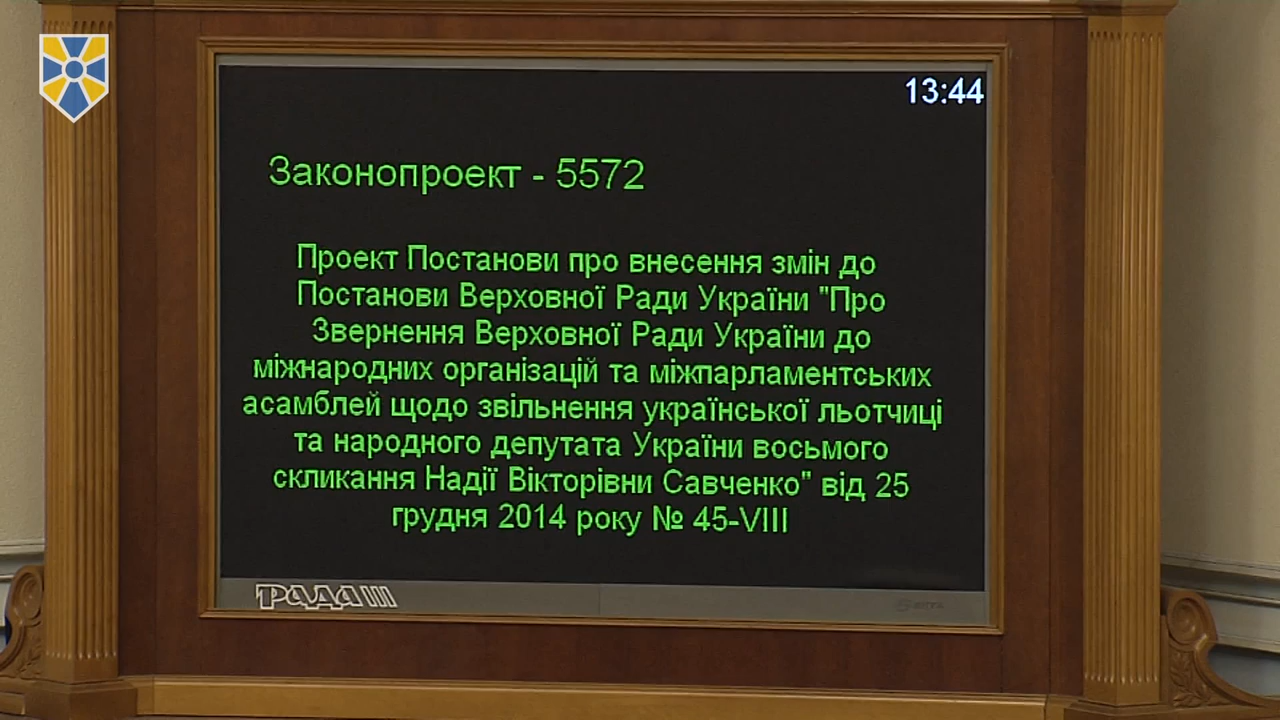 13:44
Законопроект - 5572
Проект Постанови про внесення змін до
Постанови Верховної Ради України "Про
Звернення Верховної Ради України до
міжнародних організацій та міжпарламентських
асамблей щодо звільнення української льотчиці
та народного депутата України восьмого
скликання Надії Вікторівни Савченко" від 25
грудня 2014 року № 45-VIII
РАДА III